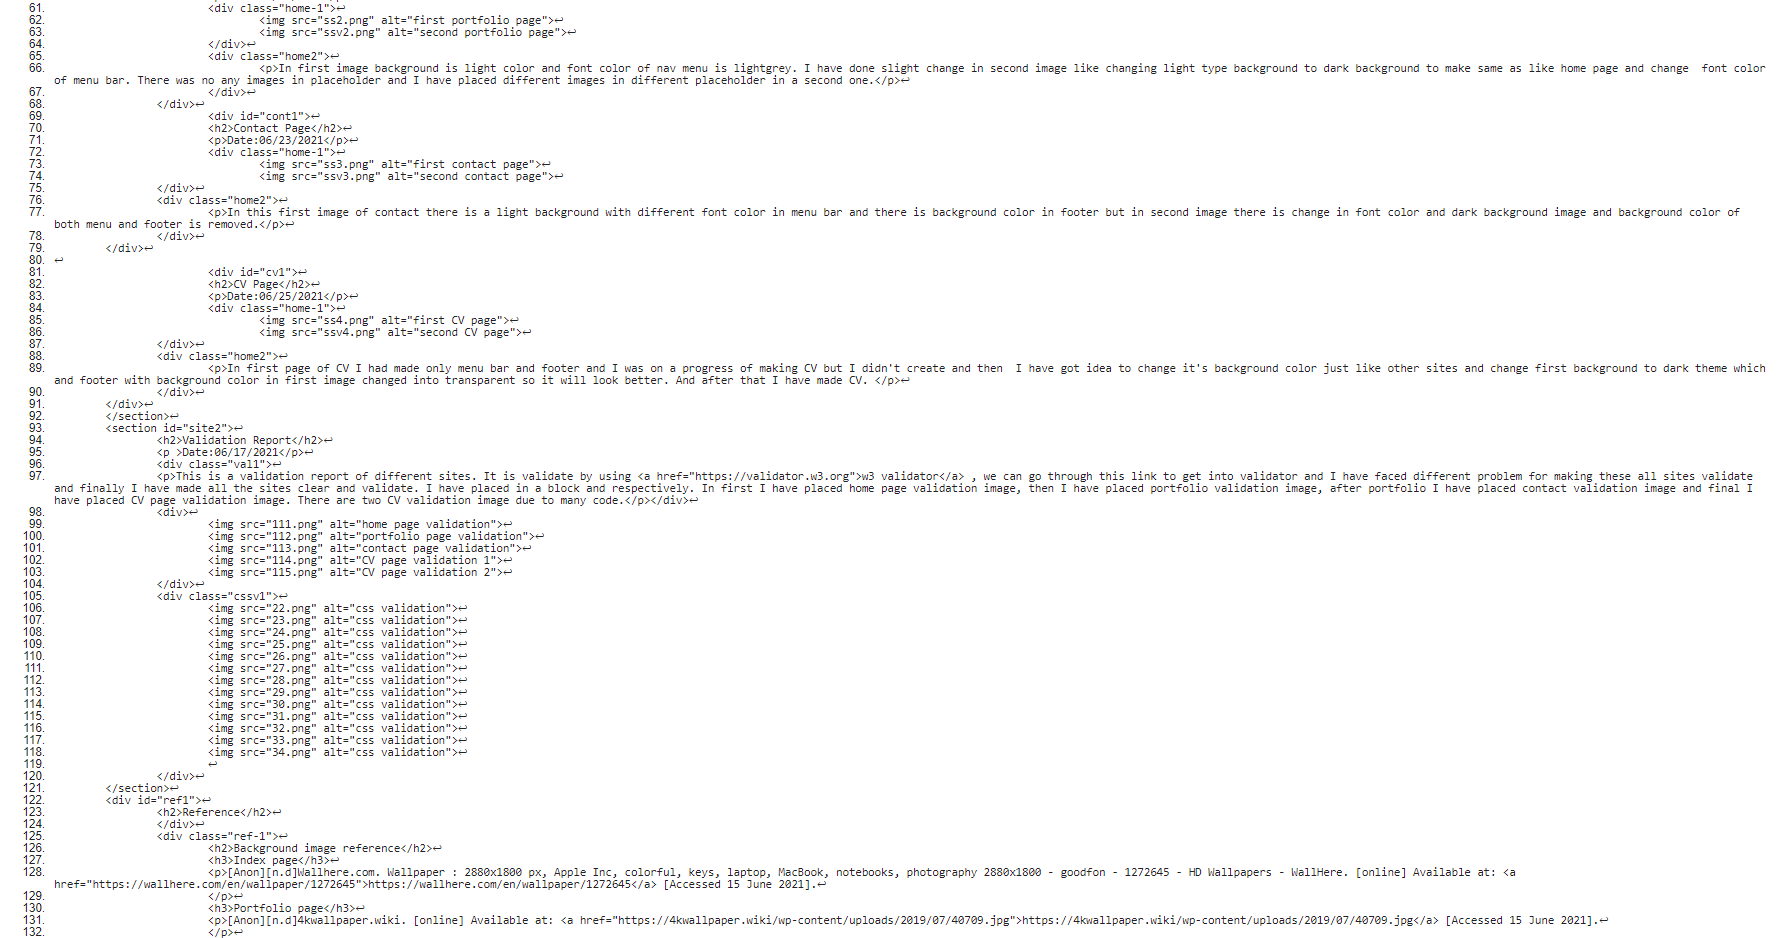 61. <div class="home-1">↩
62. <img src="ss2.png" alt="first portfolio page">↩
63. <img src="ssv2.png" alt="second portfolio page">↩
64. </div>↩
65. <div class="home2">↩
66. <p>In first image background is light color and font color of nav menu is lightgrey. I have done slight change in second image like changing light type background to dark background to make same as like home page and change  font color
of menu bar. There was no any images in placeholder and I have placed different images in different placeholder in a second one.</p>↩
67. </div>↩
68. </div>↩
69. <div id="cont1">↩
70. <h2>Contact Page</h2>↩
71. <p>Date:06/23/2021</p>↩
72. <div class="home-1">↩
73. <img src="ss3.png" alt="first contact page">↩
74. <img src="ssv3.png" alt="second contact page">↩
75. </div>↩
76. <div class="home2">↩
77. <p>In this first image of contact there is a light background with different font color in menu bar and there is background color in footer but in second image there is change in font color and dark background image and background color of
both menu and footer is removed.</p>↩
78. </div>↩
79. </div>↩
80. ↩
81. <div id="cv1">↩
82. <h2>CV Page</h2>↩
83. <p>Date:06/25/2021</p>↩
84. <div class="home-1">↩
85. <img src="ss4.png" alt="first CV page">↩
86. <img src="ssv4.png" alt="second CV page">↩
87. </div>↩
88. <div class="home2">↩
89. <p>In first page of CV I had made only menu bar and footer and I was on a progress of making CV but I didn't create and then  I have got idea to change it's background color just like other sites and change first background to dark theme which
and footer with background color in first image changed into transparent so it will look better. And after that I have made CV. </p>↩
90. </div>↩
91. </div>↩
92. </section>↩
93. <section id="site2">↩
94. <h2>Validation Report</h2>↩
95. <p >Date:06/17/2021</p>↩
96. <div class="val1">↩
97. <p>This is a validation report of different sites. It is validate by using <a href="https://validator.w3.org">w3 validator</a> , we can go through this link to get into validator and I have faced different problem for making these all sites validate
and finally I have made all the sites clear and validate. I have placed in a block and respectively. In first I have placed home page validation image, then I have placed portfolio validation image, after portfolio I have placed contact validation image and final I
have placed CV page validation image. There are two CV validation image due to many code.</p></div>↩
98. <div>↩
99. <img src="111.png" alt="home page validation">↩
100. <img src="112.png" alt="portfolio page validation">↩
101. <img src="113.png" alt="contact page validation">↩
102. <img src="114.png" alt="CV page validation 1">↩
103. <img src="115.png" alt="CV page validation 2">↩
104. </div>↩
105. <div class="cssv1">↩
106. <img src="22.png" alt="css validation">↩
107. <img src="23.png" alt="css validation">↩
108. <img src="24.png" alt="css validation">↩
109. <img src="25.png" alt="css validation">↩
110. <img src="26.png" alt="css validation">↩
111. <img src="27.png" alt="css validation">↩
112. <img src="28.png" alt="css validation">↩
113. <img src="29.png" alt="css validation">↩
114. <img src="30.png" alt="css validation">↩
115. <img src="31.png" alt="css validation">↩
116. <img src="32.png" alt="css validation">↩
117. <img src="33.png" alt="css validation">↩
118. <img src="34.png" alt="css validation">↩
119. ↩
120. </div>↩
121. </section>↩
122. <div id="ref1">↩
123. <h2>Reference</h2>↩
124. </div>↩
125. <div class="ref-1">↩
126. <h2>Background image reference</h2>↩
127. <h3>Index page</h3>↩
128. <p>[Anon][n.d]Wallhere.com. Wallpaper : 2880x1800 px, Apple Inc, colorful, keys, laptop, MacBook, notebooks, photography 2880x1800 - goodfon - 1272645 - HD Wallpapers - WallHere. [online] Available at: <a
href="https://wallhere.com/en/wallpaper/1272645">https://wallhere.com/en/wallpaper/1272645</a> [Accessed 15 June 2021].↩
129. </p>↩
130. <h3>Portfolio page</h3>↩
131. <p>[Anon][n.d]4kwallpaper.wiki. [online] Available at: <a href="https://4kwallpaper.wiki/wp-content/uploads/2019/07/40709.jpg">https://4kwallpaper.wiki/wp-content/uploads/2019/07/40709.jpg</a> [Accessed 15 June 2021].↩
132. </p>↩